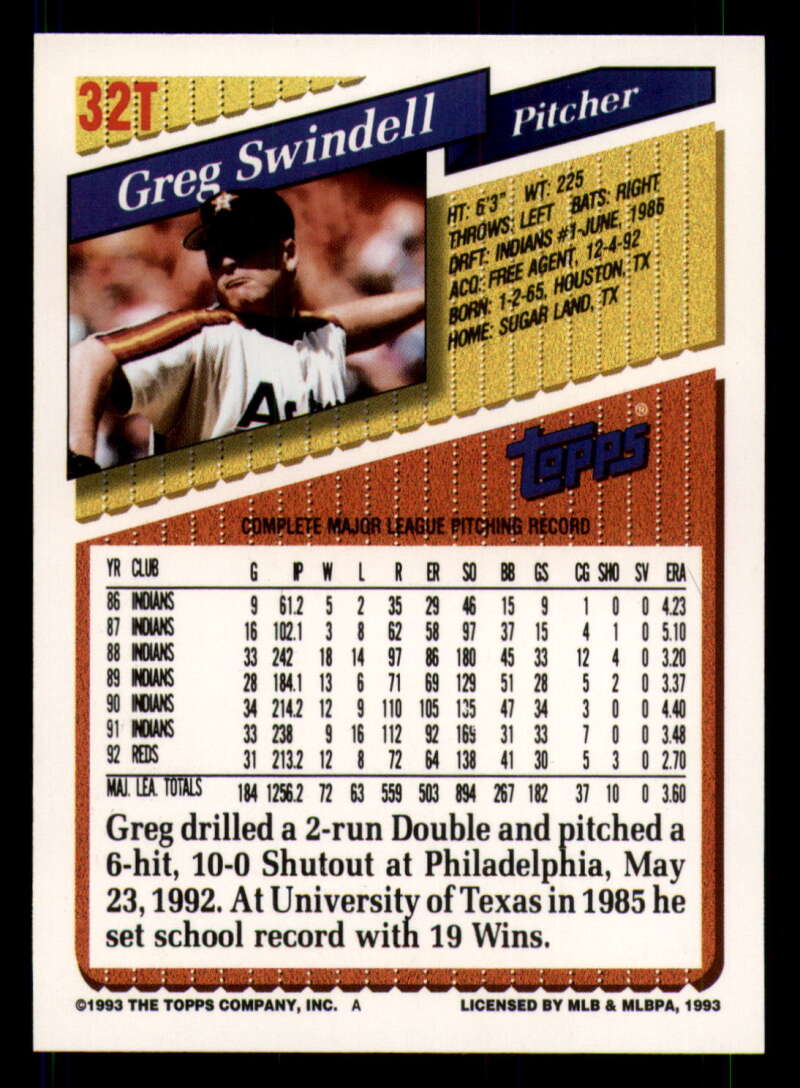 32T
Greg Swindell
Pitcher
HT: 6'3" WT: 225
THROWS: LEFT BATS: RIGHT
DRFT: INDIANS #1-JUNE, 1986
ACQ: FREE AGENT, 12-4-92
BORN: 1-2-65, HOUSTON, TX
HOME: SUGAR LAND, TX
Topps®
COMPLETE MAJOR LEAGUE PITCHING RECORD
YR CLUB G IP W L R ER SO BB GS CG SHO SV ERA
86 INDIANS 9 61.2 5 2 35 29 46 15 9 1 0 0 4.23
87 INDIANS 16 102.1 3 8 62 58 97 37 15 4 1 0 5.10
88 INDIANS 33 242 18 14 97 86 180 45 33 12 4 0 3.20
89 INDIANS 28 184.1 13 6 71 69 129 51 28 5 2 0 3.37
90 INDIANS 34 214.2 12 9 110 105 135 47 34 3 0 0 4.40
91 INDIANS 33 238 9 16 112 92 169 31 33 7 0 0 3.48
92 REDS 31 213.2 12 8 72 64 138 41 30 5 3 0 2.70
MAJ. LEA. TOTALS 184 1256.2 72 63 559 503 894 267 182 37 10 0 3.60
Greg drilled a 2-run Double and pitched a
6-hit, 10-0 Shutout at Philadelphia, May
23, 1992. At University of Texas in 1985 he
set school record with 19 Wins.
©1993 THE TOPPS COMPANY, INC. A
LICENSED BY MLB & MLBPA, 1993